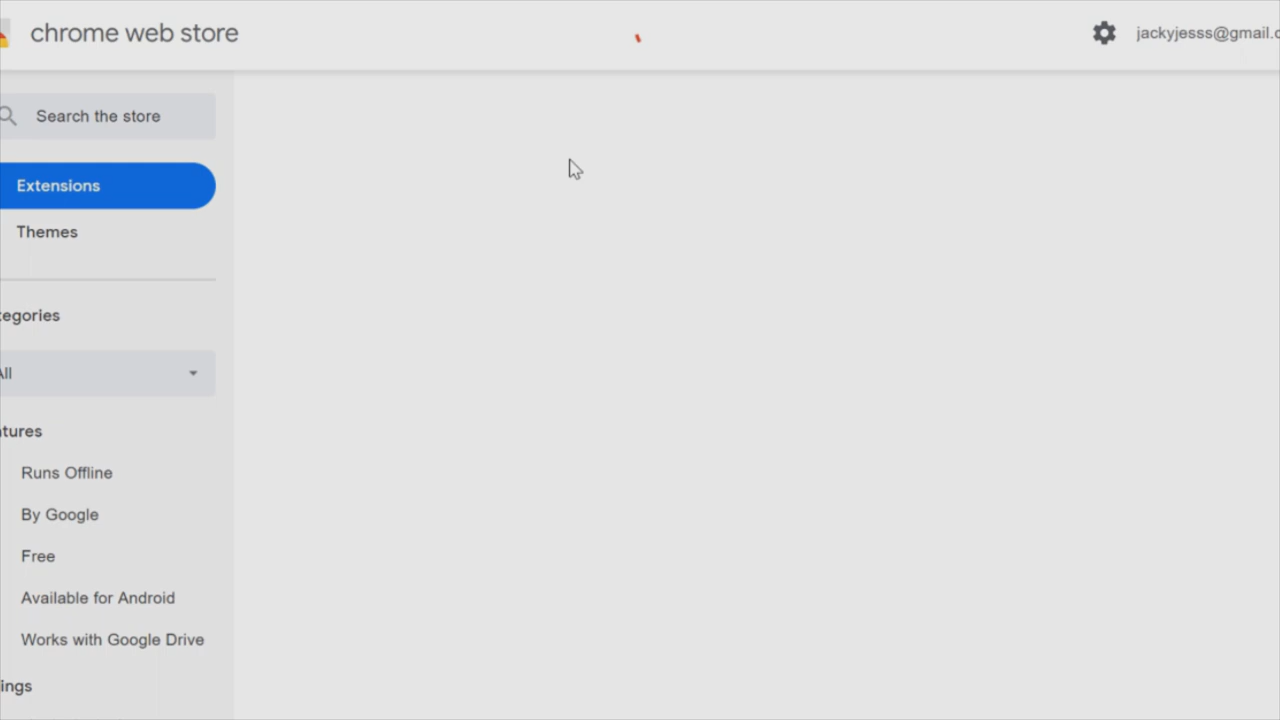 chrome web store
jackyjesss@gmail.c
Search the store
Extensions
Themes
tegories
All
atures
Runs Offline
By Google
Free
Available for Android
Works with Google Drive
ings